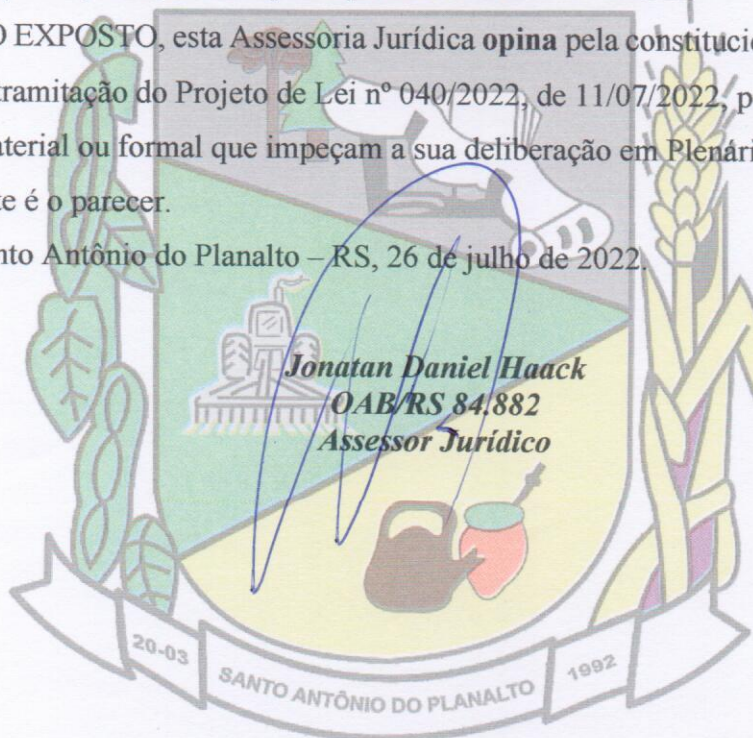 O EXPOSTO, esta Assessoria Jurídica opina pela constitucio
tramitação do Projeto de Lei nº 040/2022, de 11/07/2022, p
aterial ou formal que impeçam a sua deliberação em Plenári
te é o parecer.
nto Antônio do Planalto – RS, 26 de julho de 2022.
Jonatan Daniel Haack
OAB/RS 84.882
Assessor Jurídico
20-03 SANTO ANTÔNIO DO PLANALTO 1992